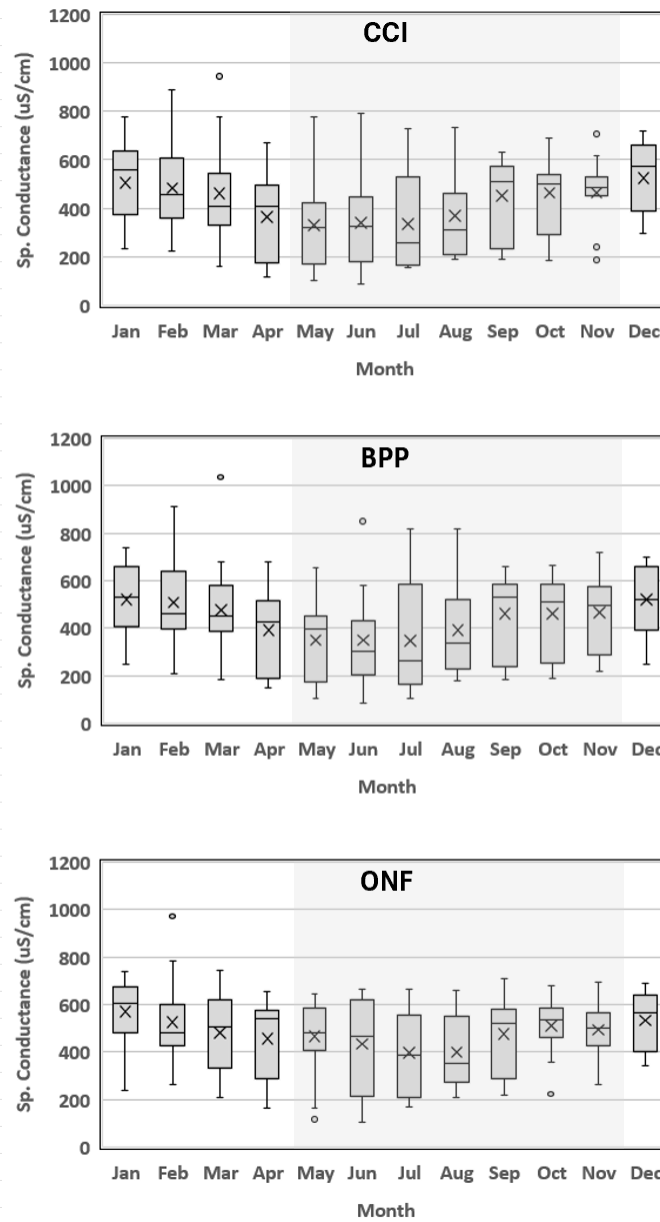 CCI
Sp. Conductance (uS/cm)
1200
1000
800
600
400
200
0
Jan Feb Mar Apr May Jun Jul Aug Sep Oct Nov Dec
Month
BPP
Sp. Conductance (uS/cm)
1200
1000
800
600
400
200
0
Jan Feb Mar Apr May Jun Jul Aug Sep Oct Nov Dec
Month
ONF
Sp. Conductance (uS/cm)
1200
1000
800
600
400
200
0
Jan Feb Mar Apr May Jun Jul Aug Sep Oct Nov Dec
Month